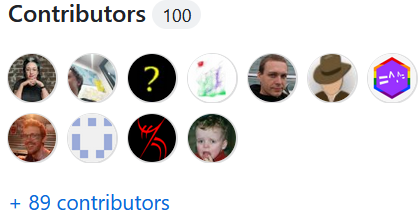 Contributors 100
?
=^^
+ 89 contributors